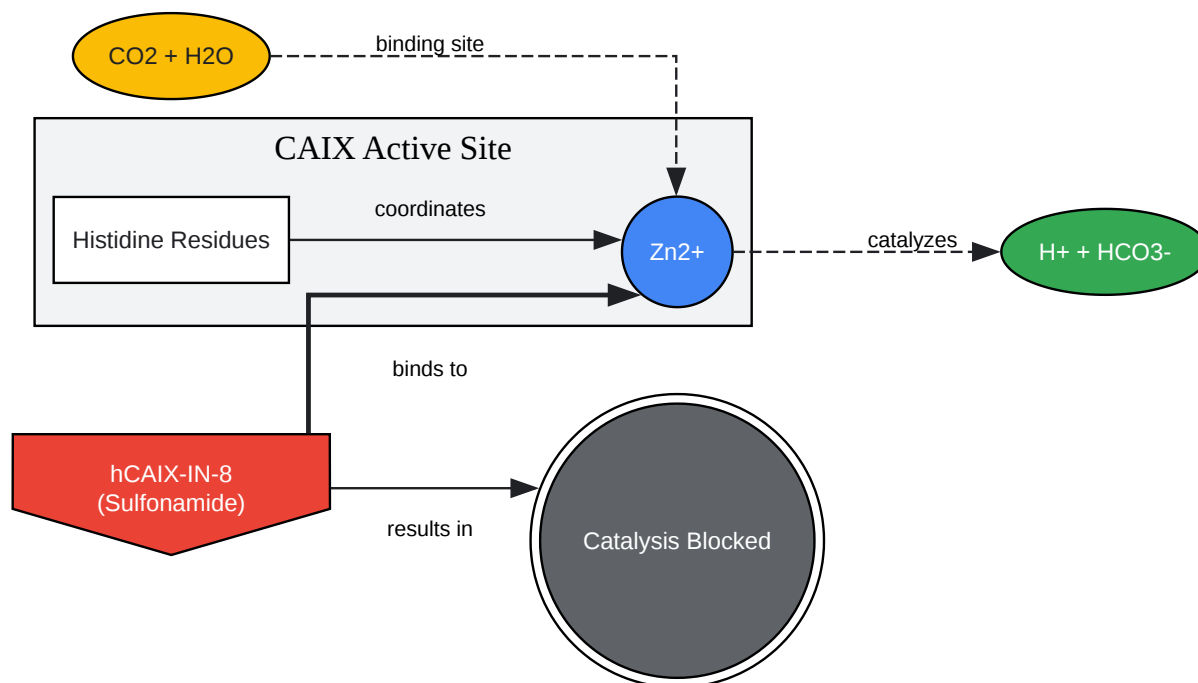 CO2 + H2O
binding site
CAIX Active Site
Histidine Residues
coordinates
Zn2+
catalyzes
H+ + HCO3-
binds to
hCAIX-IN-8
(Sulfonamide)
results in
Catalysis Blocked